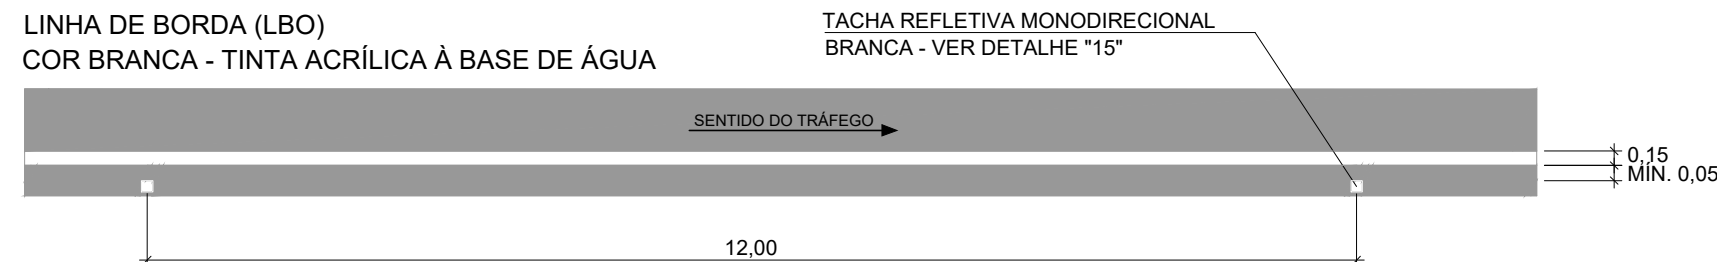 LINHA DE BORDA (LBO)
COR BRANCA - TINTA ACRÍLICA À BASE DE ÁGUA
TACHA REFLETIVA MONODIRECIONAL
BRANCA - VER DETALHE "15"
SENTIDO DO TRÁFEGO
0,15
MÍN. 0,05
12,00